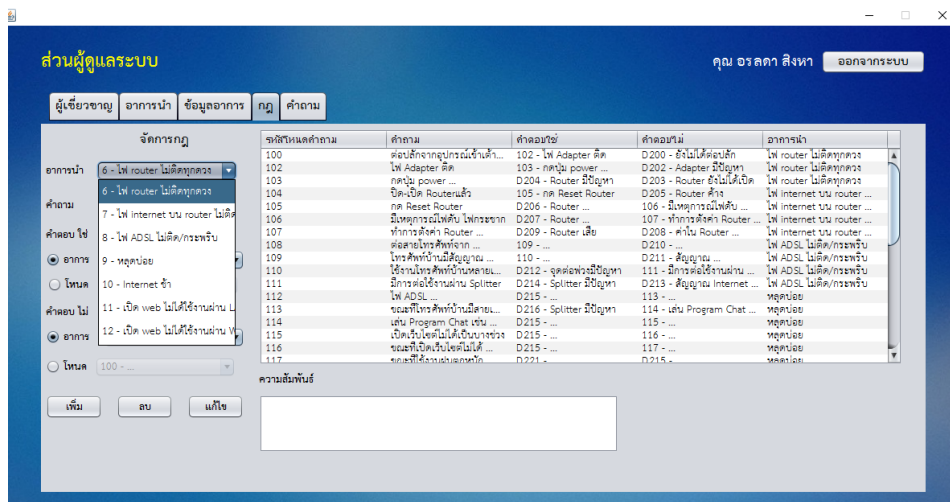 ส่วนผู้ดูแลระบบ
คุณ อรลดา สิงหา ออกจากระบบ
ผู้เชี่ยวชาญ อาการนำ ข้อมูลอาการ กฎ คำถาม
จัดการกฎ
อาการนำ 6 - ไฟ router ไม่ติดทุกดวง
6 - ไฟ router ไม่ติดทุกดวง
คำถาม
7 - ไฟ internet บน router ไม่ติด
คำตอบ ใช่ 8 - ไฟ ADSL ไม่ติด/กระพริบ
อาการ 9 - หลุดบ่อย
โหนด 10 - Internet ช้า
คำตอบ ไม่ 11 - เปิด web ไม่ได้ใช้งานผ่าน L
อาการ 12 - เปิด web ไม่ได้ใช้งานผ่าน
โหนด 100 - ...
เพิ่ม ลบ แก้ไข
รหัสโหนดคำถาม คำถาม คำตอบใช่ คำตอบไม่ อาการนำ
100 ต่อปลักจากอุปกรณ์เข้าเต้า... 102 - ไฟ Adapter ติด D200 - ยังไม่ได้ต่อปลัก ไฟ router ไม่ติดทุกดวง
102 ไฟ Adapter ติด 103 - กดปุ่ม power ... D202 - Adapter มีปัญหา ไฟ router ไม่ติดทุกดวง
103 กดปุ่ม power ... D204 - Router มีปัญหา D203 - Router ยังไม่ได้เปิด ไฟ router ไม่ติดทุกดวง
104 ปิด-เปิด Routerแล้ว 105 - กด Reset Router D205 - Router ค้าง ไฟ internet บน router ...
105 กด Reset Router D206 - Router ... 106 - มีเหตุการณ์ไฟดับ ... ไฟ internet บน router ...
106 มีเหตุการณ์ไฟดับ ไฟกระชาก D207 - Router ... 107 - ทำการตั้งค่า Router ... ไฟ internet บน router ...
107 ทำการตั้งค่า Router ... D209 - Router เสีย D208 - ค่าใน Router ... ไฟ internet บน router ...
108 ต่อสายโทรศัพท์จาก ... 109 - ... D210 - ... ไฟ ADSL ไม่ติด/กระพริบ
109 โทรศัพท์บ้านมีสัญญาณ ... 110 - ... D211 - สัญญาณ ... ไฟ ADSL ไม่ติด/กระพริบ
110 ใช้งานโทรศัพท์บ้านหลายเ... D212 - จุดต่อพ่วงมีปัญหา 111 - มีการต่อใช้งานผ่าน ... ไฟ ADSL ไม่ติด/กระพริบ
111 มีการต่อใช้งานผ่าน Splitter D214 - Splitter มีปัญหา D213 - สัญญาณ Internet ... ไฟ ADSL ไม่ติด/กระพริบ
112 ไฟ ADSL ... D215 - ... 113 - ... หลุดบ่อย
113 ขณะที่โทรศัพท์บ้านมีสายเ... D216 - Splitter มีปัญหา 114 - เล่น Program Chat ... หลุดบ่อย
114 เล่น Program Chat เช่น ... D215 - ... 115 - ... หลุดบ่อย
115 เปิดเว็บไซต์ไม่ได้เป็นบางช่วง D215 - ... 116 - ... หลุดบ่อย
116 ขณะที่เปิดเว็บไซต์ไม่ได้ ... D215 - ... 117 - ... หลุดบ่อย
117 ขณะที่ใช้งานฝนตกหนัก D221 - D215 - หลุดบ่อย
ความสัมพันธ์